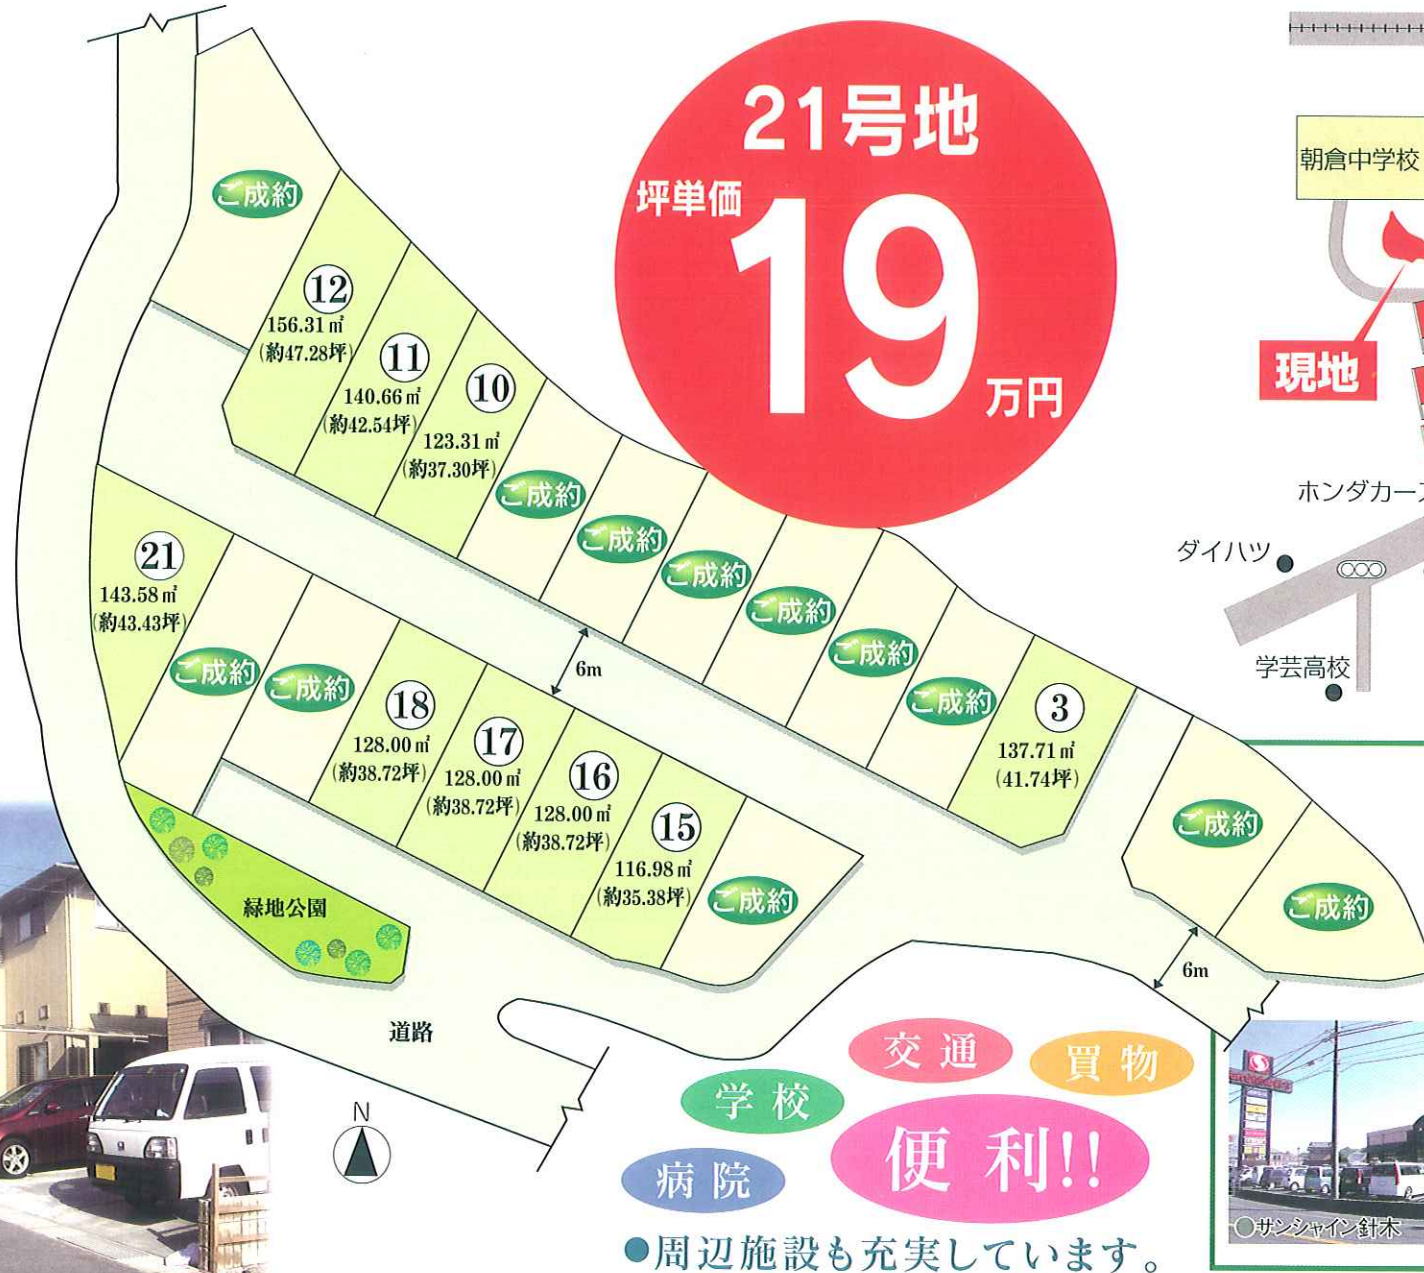 21号地
坪単価
19
万円
朝倉中学校
現地
ホンダカーズ
ダイハツ
学芸高校
ご成約
12
156.31㎡
(約47.28坪)
11
140.66㎡
(約42.54坪)
10
123.31㎡
(約37.30坪)
ご成約
ご成約
ご成約
ご成約
ご成約
ご成約
3
137.71㎡
(41.74坪)
ご成約
ご成約
6m
6m
21
143.58㎡
(約43.43坪)
ご成約
ご成約
18
128.00㎡
(約38.72坪)
17
128.00㎡
(約38.72坪)
16
128.00㎡
(約38.72坪)
15
116.98㎡
(約35.38坪)
ご成約
緑地公園
道路
N
交通
買物
学校
病院
便利!!
●周辺施設も充実しています。
サンシャイン針木